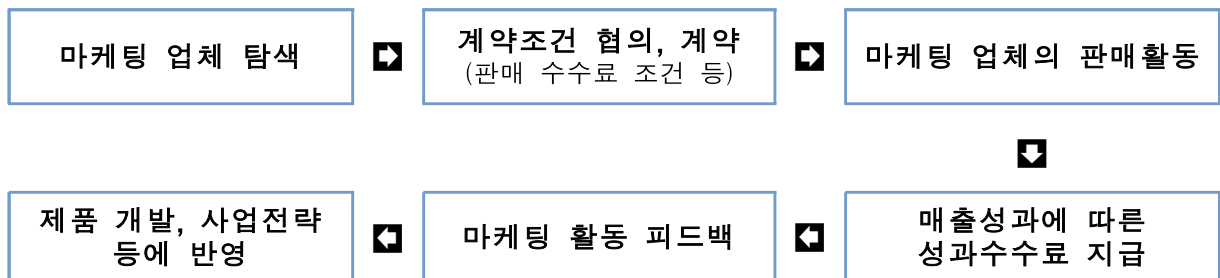 마케팅 업체 탐색
계약조건 협의, 계약
(판매 수수료 조건 등)
마케팅 업체의 판매활동
매출성과에 따른
성과수수료 지급
마케팅 활동 피드백
제품 개발, 사업전략
등에 반영